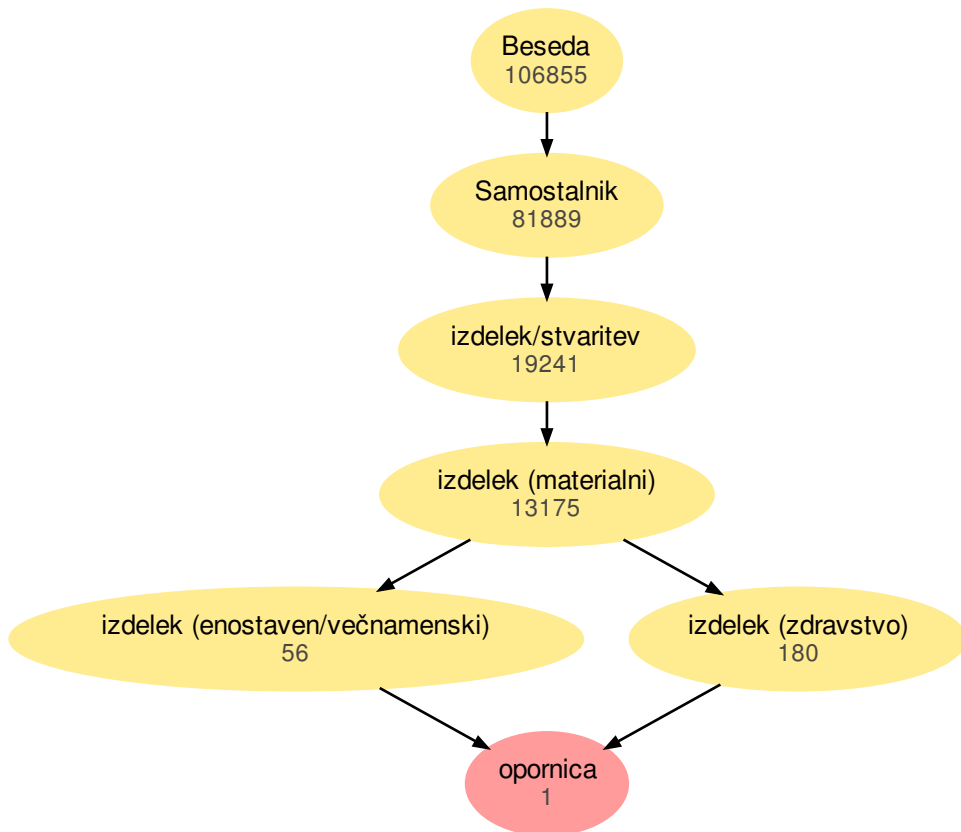 Beseda
106855
Samostalnik
81889
izdelek/stvaritev
19241
izdelek (materialni)
13175
izdelek (enostaven/večnamenski)
56
izdelek (zdravstvo)
180
opornica
1